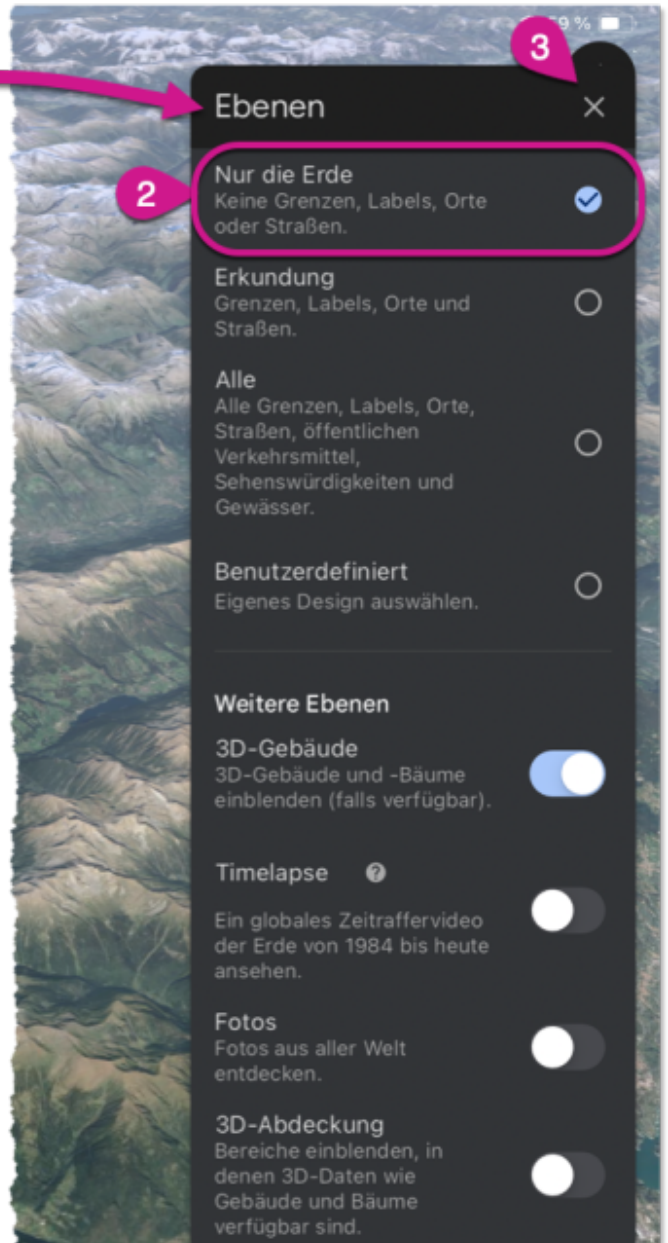 9 %
3
Ebenen
2
Nur die Erde
Keine Grenzen, Labels, Orte
oder Straßen.
Erkundung
Grenzen, Labels, Orte und
Straßen.
Alle
Alle Grenzen, Labels, Orte,
Straßen, öffentlichen
Verkehrsmittel,
Sehenswürdigkeiten und
Gewässer.
Benutzerdefiniert
Eigenes Design auswählen.
Weitere Ebenen
3D-Gebäude
3D-Gebäude und -Bäume
einblenden (falls verfügbar).
Timelapse ?
Ein globales Zeitraffervideo
der Erde von 1984 bis heute
ansehen.
Fotos
Fotos aus aller Welt
entdecken.
3D-Abdeckung
Bereiche einblenden, in
denen 3D-Daten wie
Gebäude und Bäume
verfügbar sind.